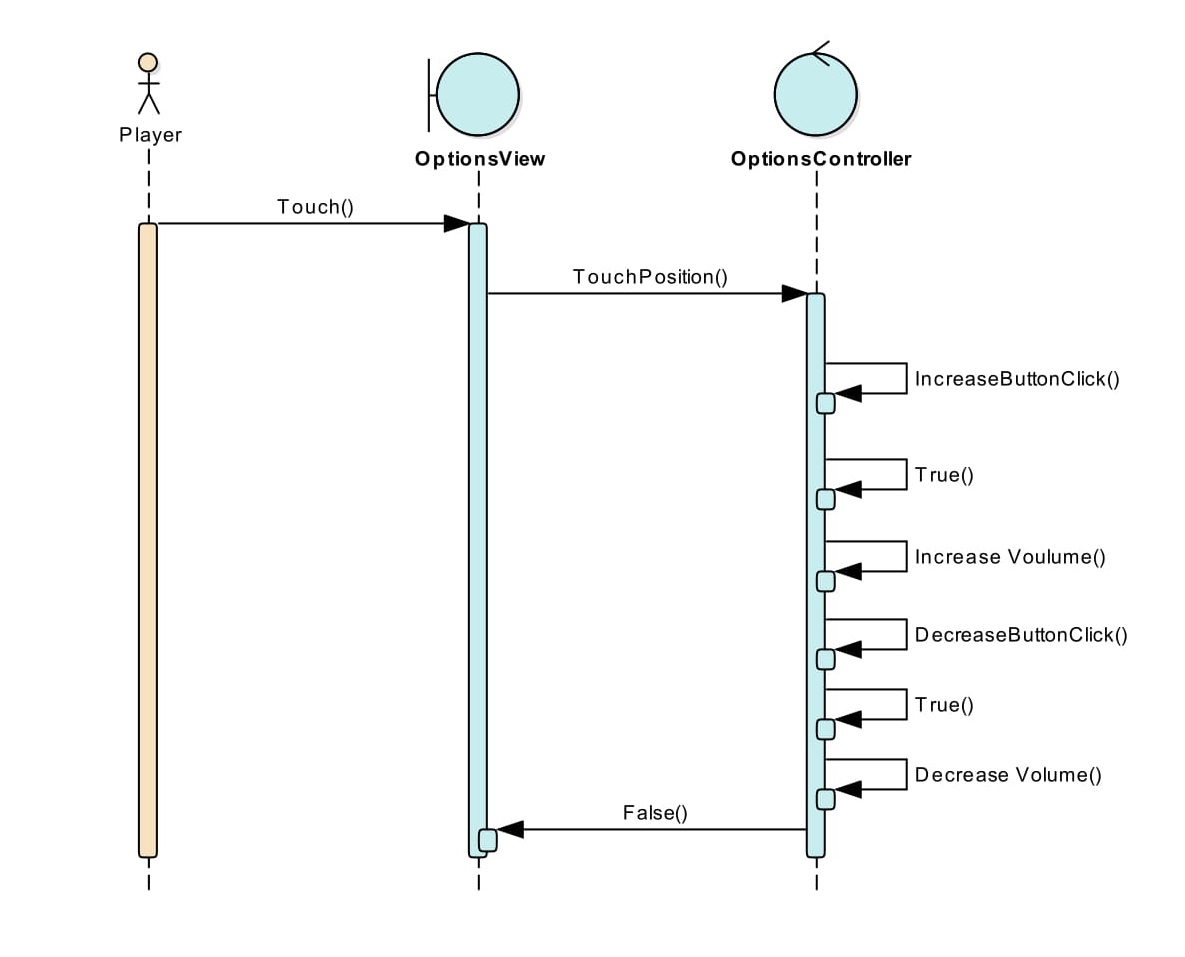 Player
OptionsView
OptionsController
Touch()
TouchPosition()
IncreaseButtonClick()
True()
Increase Voulume()
DecreaseButtonClick()
True()
Decrease Volume()
False()